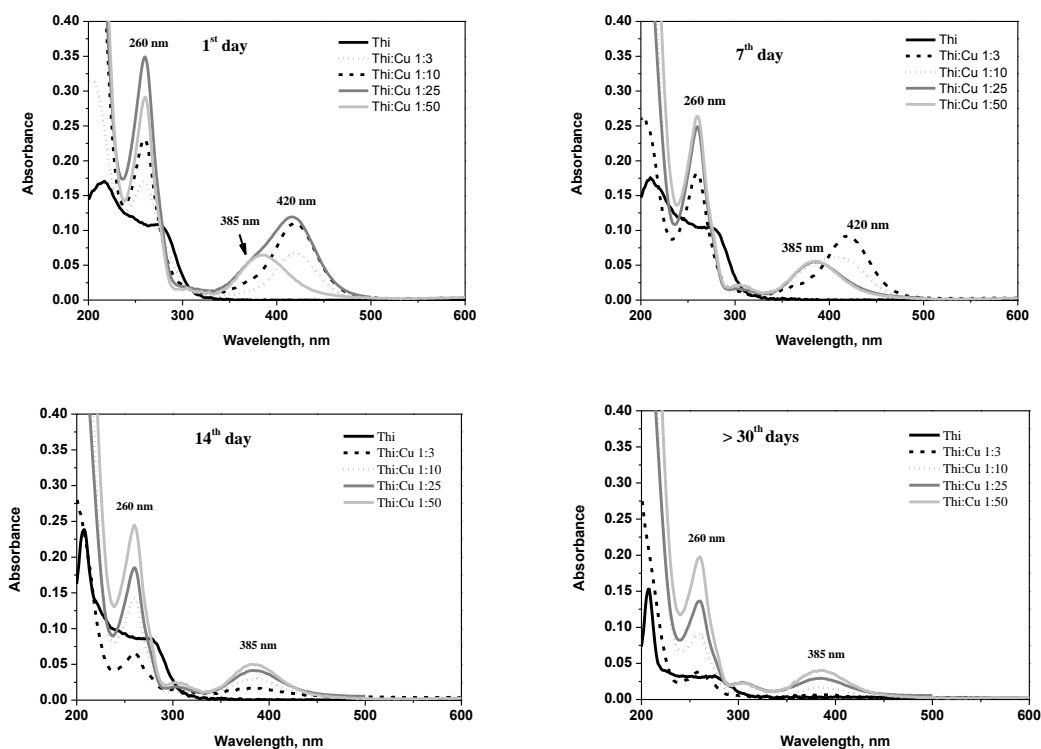 1st day
260 nm
385 nm
420 nm
Thi
Thi:Cu 1:3
Thi:Cu 1:10
Thi:Cu 1:25
Thi:Cu 1:50
Absorbance
0.40
0.35
0.30
0.25
0.20
0.15
0.10
0.05
0.00
200 300 400 500 600
Wavelength, nm
7th day
260 nm
385 nm
420 nm
Thi
Thi:Cu 1:3
Thi:Cu 1:10
Thi:Cu 1:25
Thi:Cu 1:50
Absorbance
0.40
0.35
0.30
0.25
0.20
0.15
0.10
0.05
0.00
200 300 400 500 600
Wavelength, nm
14th day
260 nm
385 nm
Thi
Thi:Cu 1:3
Thi:Cu 1:10
Thi:Cu 1:25
Thi:Cu 1:50
Absorbance
0.40
0.35
0.30
0.25
0.20
0.15
0.10
0.05
0.00
200 300 400 500 600
Wavelength, nm
> 30th days
260 nm
385 nm
Thi
Thi:Cu 1:3
Thi:Cu 1:10
Thi:Cu 1:25
Thi:Cu 1:50
Absorbance
0.40
0.35
0.30
0.25
0.20
0.15
0.10
0.05
0.00
200 300 400 500 600
Wavelength, nm